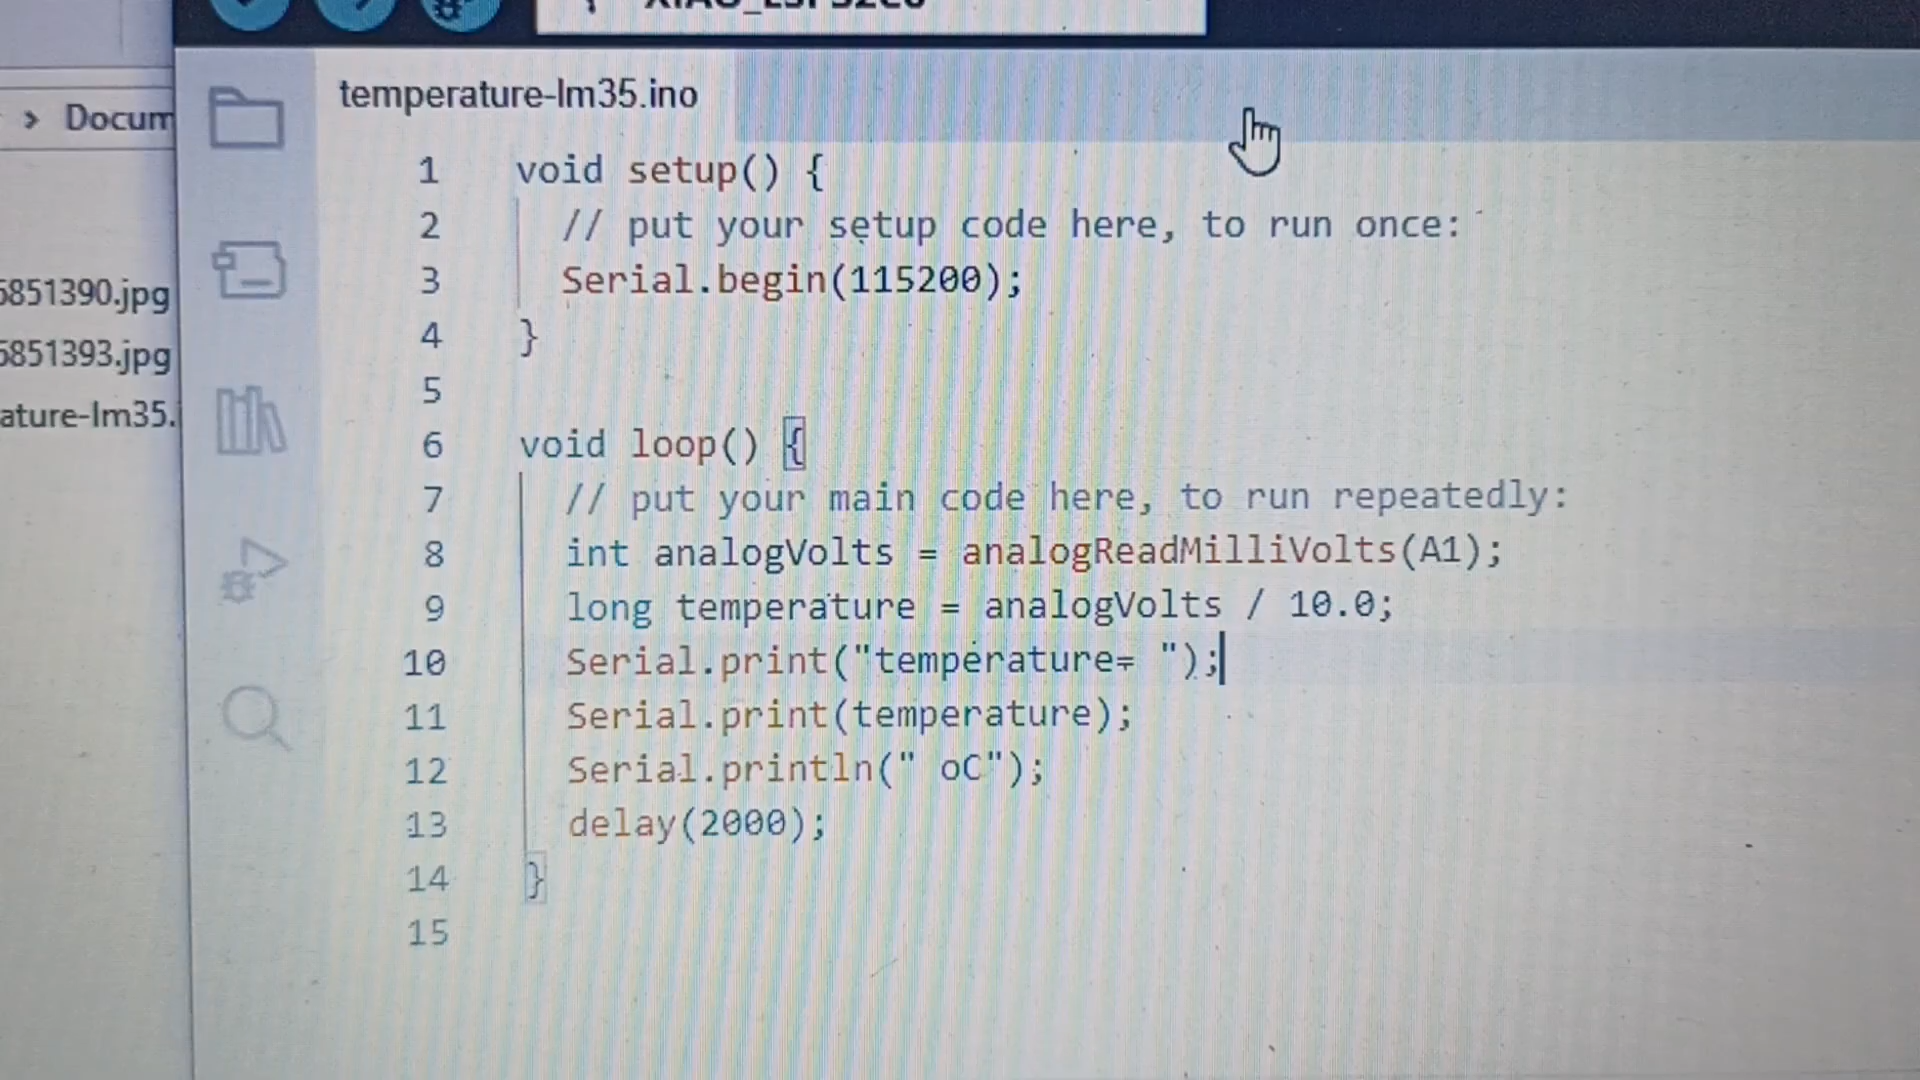 temperature-lm35.ino
Docum
5851390.jpg
5851393.jpg
ature-lm35.
1 void setup() {
2 // put your setup code here, to run once:
3 Serial.begin(115200);
4 }
5
6 void loop() {
7 // put your main code here, to run repeatedly:
8 int analogVolts = analogReadMilliVolts(A1);
9 long temperature = analogVolts / 10.0;
10 Serial.print("temperature= ");
11 Serial.print(temperature);
12 Serial.println(" oC");
13 delay(2000);
14 }
15